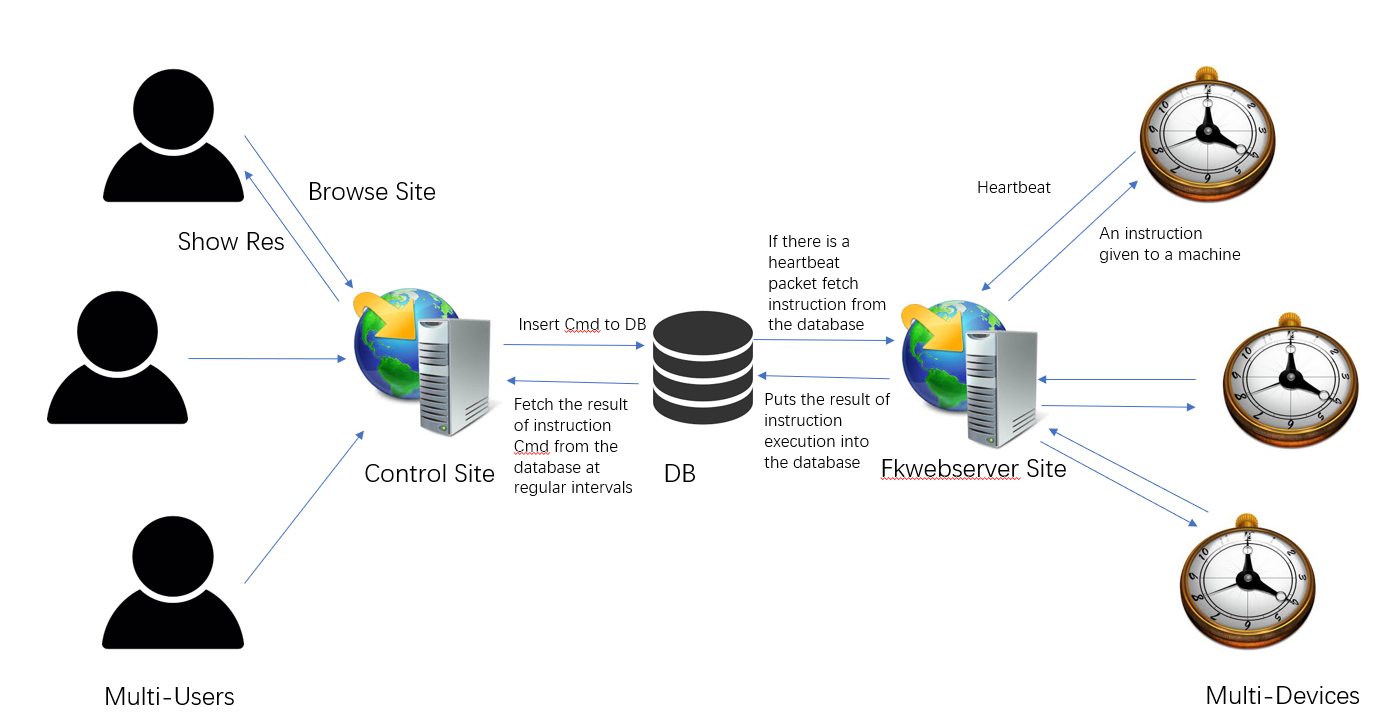 Browse Site
Show Res
Heartbeat
An instruction
given to a machine
If there is a
heartbeat
packet fetch
instruction from
the database
Insert Cmd to DB
Fetch the result
of instruction
Cmd from the
database at
regular intervals
Puts the result of
instruction
execution into
the database
Control Site
DB
Fkwebserver Site
Multi-Users
Multi-Devices